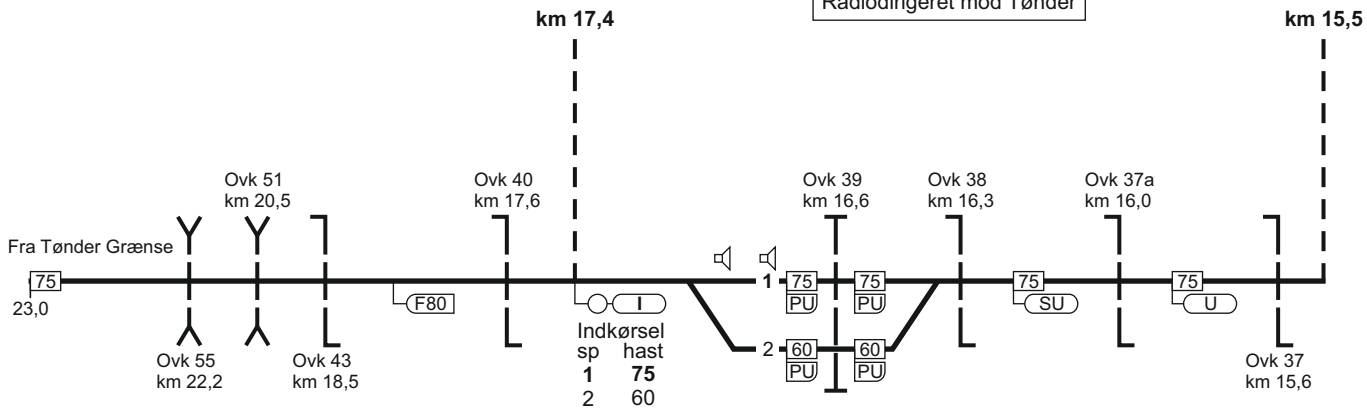 Radiodirigeret mod Tønder
km 17,4
km 15,5
Ovk 51
km 20,5
Ovk 40
km 17,6
Ovk 39
km 16,6
Ovk 38
km 16,3
Ovk 37a
km 16,0
Fra Tønder Grænse
75
23,0
F80
I
1
75
PU
75
PU
75
SU
75
U
Indkørsel
sp hast
1 75
2 60
2
60
PU
60
PU
Ovk 55
km 22,2
Ovk 43
km 18,5
Ovk 37
km 15,6